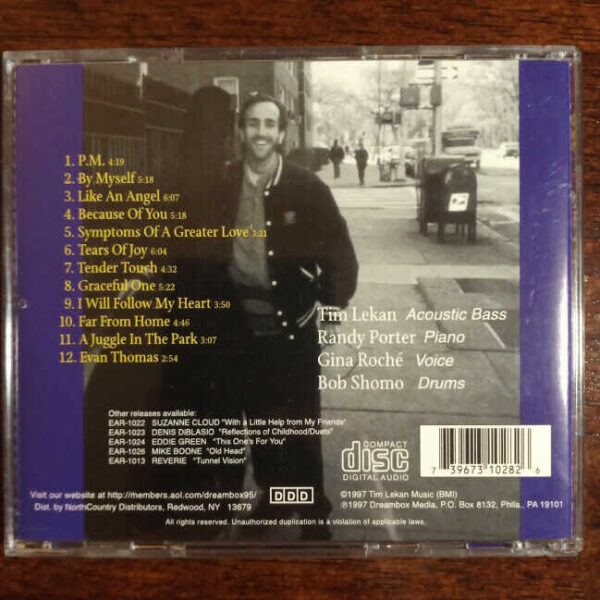 1. P.M. 4:19
2. By Myself 5:18
3. Like An Angel 6:07
4. Because Of You 5:18
5. Symptoms Of A Greater Love 3:21
6. Tears Of Joy 6:04
7. Tender Touch 4:32
8. Graceful One 5:22
9. I Will Follow My Heart 3:50
10. Far From Home 4:46
11. A Juggle In The Park 3:07
12. Evan Thomas 2:54
Tim Lekan Acoustic Bass
Randy Porter Piano
Gina Roché Voice
Bob Shomo Drums
Other releases available:
EAR-1022 SUZANNE CLOUD "With a Little Help from My Friends"
EAR-1023 DENIS DiBLASIO "Reflections of Childhood/Duets"
EAR-1024 EDDIE GREEN "This One's For You"
EAR-1026 MIKE BOONE "Old Head"
EAR-1013 REVERIE "Tunnel Vision"
COMPACT
disc
DIGITAL AUDIO
7 39673 10282 6
Visit our website at http://members.aol.com/dreambox95/
Dist. by NorthCountry Distributors, Redwood, NY 13679
DDD
©1997 Tim Lekan Music (BMI)
℗1997 Dreambox Media, P.O. Box 8132, Phila., PA 19101
All rights reserved. Unauthorized duplication is a violation of applicable laws.